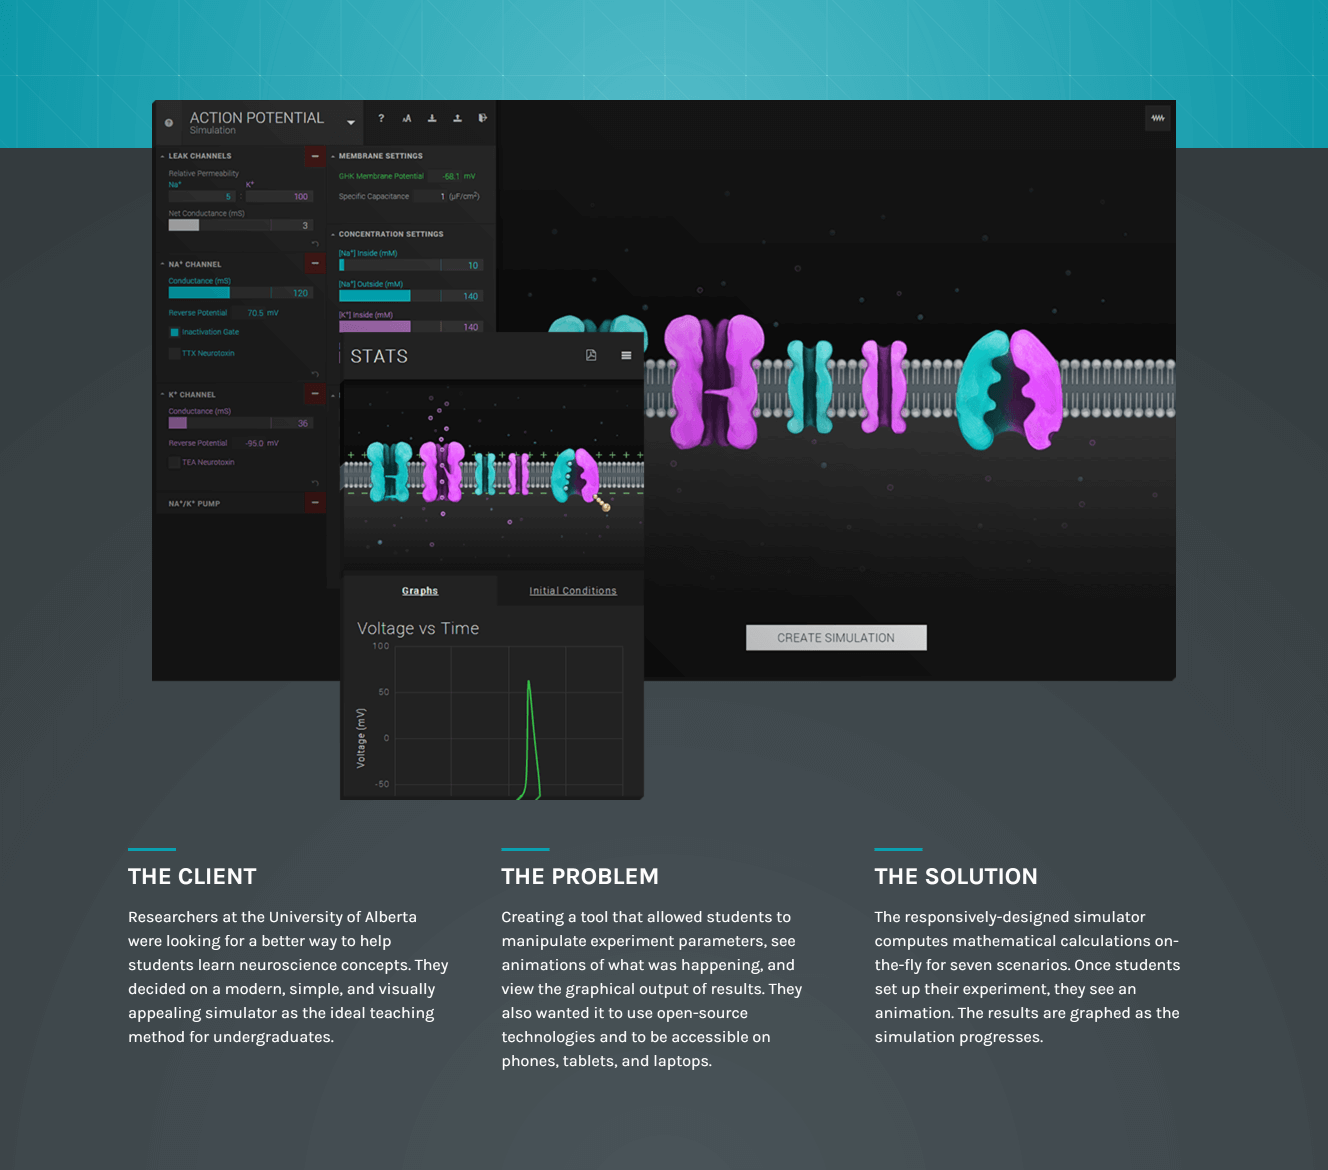 ACTION POTENTIAL
Simulation
LEAK CHANNELS
Relative Permeability
Na⁺ K⁺
5 : 100
Net Conductance (mS)
3
NA⁺ CHANNEL
Conductance (mS)
120
Reverse Potential 70.5 mV
Inactivation Gate
TTX Neurotoxin
K⁺ CHANNEL
Conductance (mS)
36
Reverse Potential -95.0 mV
TEA Neurotoxin
NA⁺/K⁺ PUMP
MEMBRANE SETTINGS
GHK Membrane Potential -68.1 mV
Specific Capacitance 1 (µF/cm²)
CONCENTRATION SETTINGS
[Na⁺] Inside (mM)
10
[Na⁺] Outside (mM)
140
[K⁺] Inside (mM)
140
STATS
Graphs Initial Conditions
Voltage vs Time
Voltage (mV)
100
50
0
-50
CREATE SIMULATION
THE CLIENT
Researchers at the University of Alberta
were looking for a better way to help
students learn neuroscience concepts. They
decided on a modern, simple, and visually
appealing simulator as the ideal teaching
method for undergraduates.
THE PROBLEM
Creating a tool that allowed students to
manipulate experiment parameters, see
animations of what was happening, and
view the graphical output of results. They
also wanted it to use open-source
technologies and to be accessible on
phones, tablets, and laptops.
THE SOLUTION
The responsively-designed simulator
computes mathematical calculations on-
the-fly for seven scenarios. Once students
set up their experiment, they see an
animation. The results are graphed as the
simulation progresses.